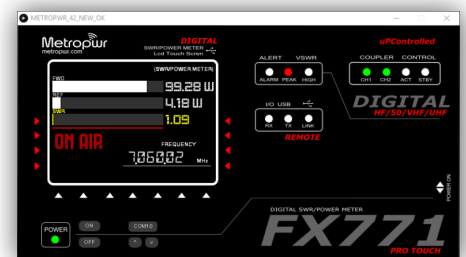 METROPWR_42_NEW_OK
Metropwr
metropwr.com
DIGITAL
SWR/POWER METER
Lcd Touch Screen
(SWR/POWER METER)
FWD
99.28 W
REF
4.18 W
SWR
1.09
ON AIR
FREQUENCY
7.060.02 MHz
uPControlled
ALERT VSWR
ALARM PEAK HIGH
COUPLER CONTROL
CH1 CH2 ACT STBY
DIGITAL
HF/50/VHF/UHF
I/O USB
RX TX LINK
REMOTE
POWER ON
DIGITAL SWR/POWER METER
FX771
PRO TOUCH
POWER
ON
OFF
COM10
^ v